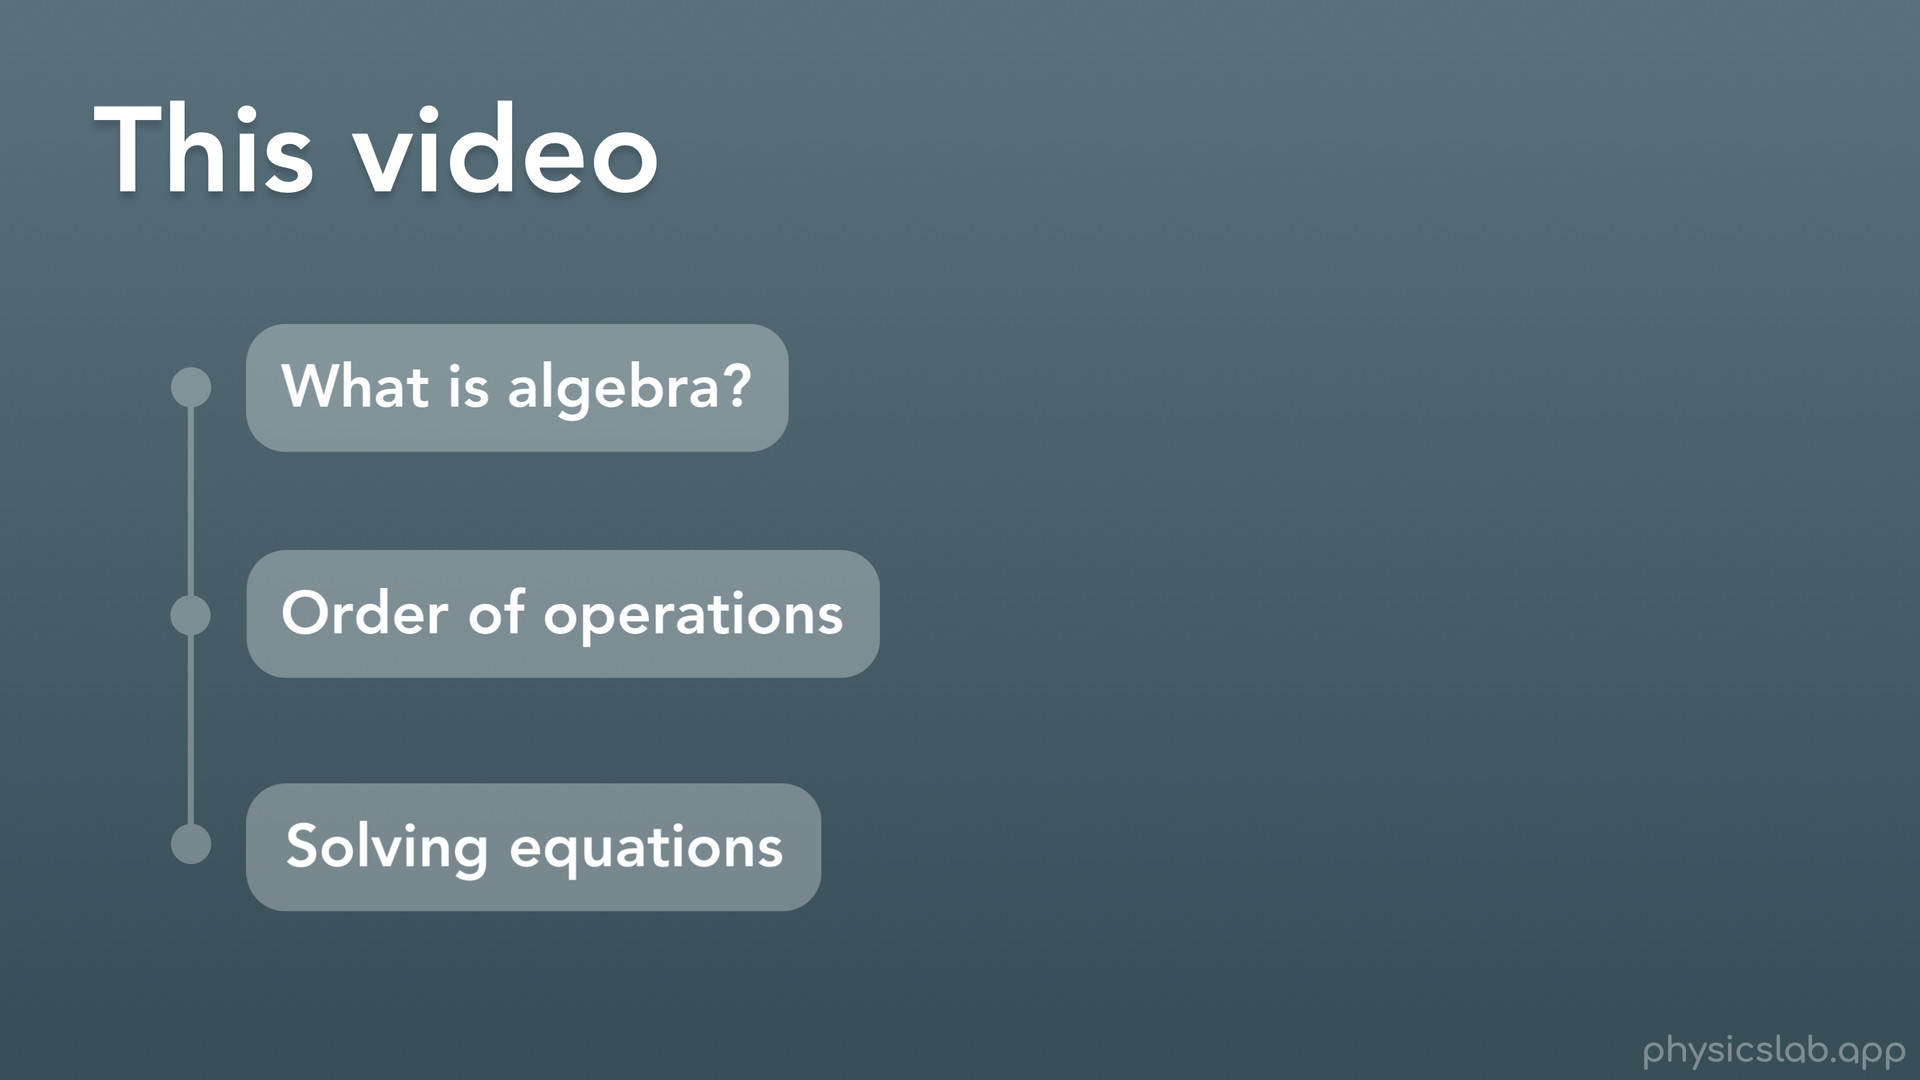 This video
What is algebra?
Order of operations
Solving equations
physicslab.app